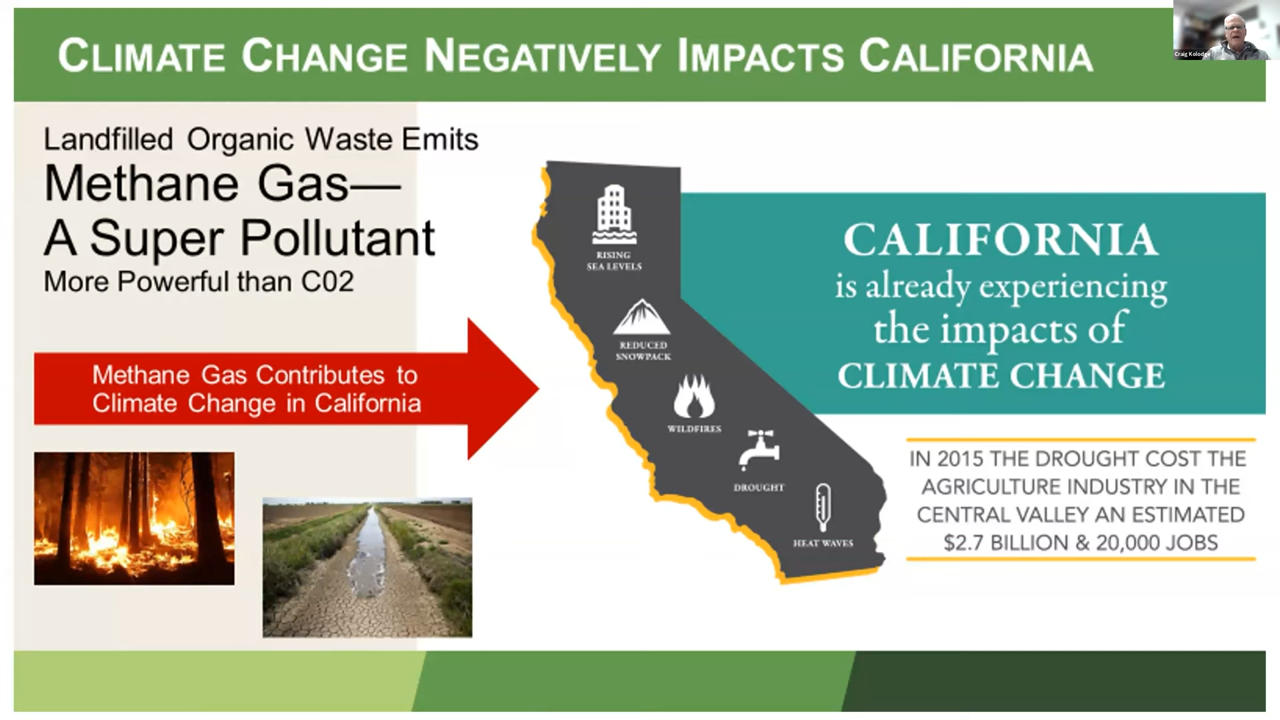 CLIMATE CHANGE NEGATIVELY IMPACTS CALIFORNIA
Craig Kolodge
Landfilled Organic Waste Emits
Methane Gas—
A Super Pollutant
More Powerful than C02
Methane Gas Contributes to
Climate Change in California
RISING
SEA LEVELS
REDUCED
SNOWPACK
WILDFIRES
DROUGHT
HEAT WAVES
CALIFORNIA
is already experiencing
the impacts of
CLIMATE CHANGE
IN 2015 THE DROUGHT COST THE
AGRICULTURE INDUSTRY IN THE
CENTRAL VALLEY AN ESTIMATED
$2.7 BILLION & 20,000 JOBS